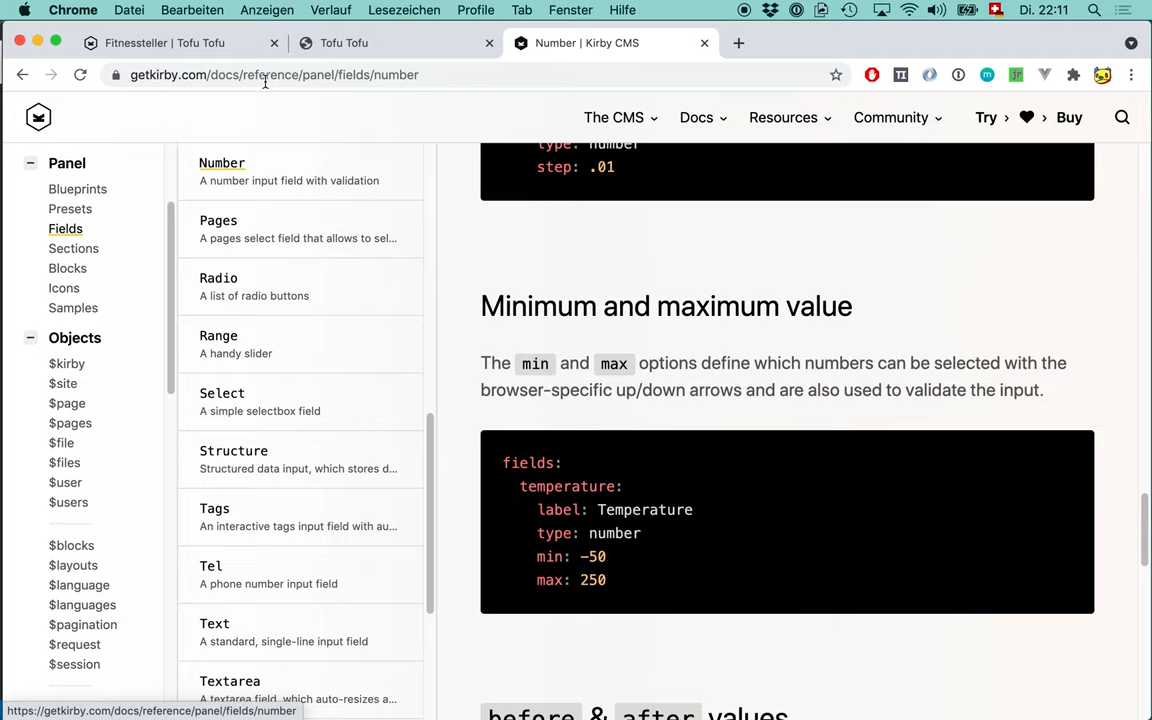 Chrome Datei Bearbeiten Anzeigen Verlauf Lesezeichen Profile Tab Fenster Hilfe Di. 22:11
Fitnessteller | Tofu Tofu
Tofu Tofu
Number | Kirby CMS
getkirby.com/docs/reference/panel/fields/number
The CMS Docs Resources Community Try Buy
Panel
Blueprints
Presets
Fields
Sections
Blocks
Icons
Samples
Objects
$kirby
$site
$page
$pages
$file
$files
$user
$users
$blocks
$layouts
$language
$languages
$pagination
$request
$session
Number
A number input field with validation
Pages
A pages select field that allows to sel…
Radio
A list of radio buttons
Range
A handy slider
Select
A simple selectbox field
Structure
Structured data input, which stores d…
Tags
An interactive tags input field with au…
Tel
A phone number input field
Text
A standard, single-line input field
Textarea
A textarea field, which auto-resizes a…
type: number
step: .01
Minimum and maximum value
The min and max options define which numbers can be selected with the
browser-specific up/down arrows and are also used to validate the input.
fields:
temperature:
label: Temperature
type: number
min: -50
max: 250
before & after values
https://getkirby.com/docs/reference/panel/fields/number